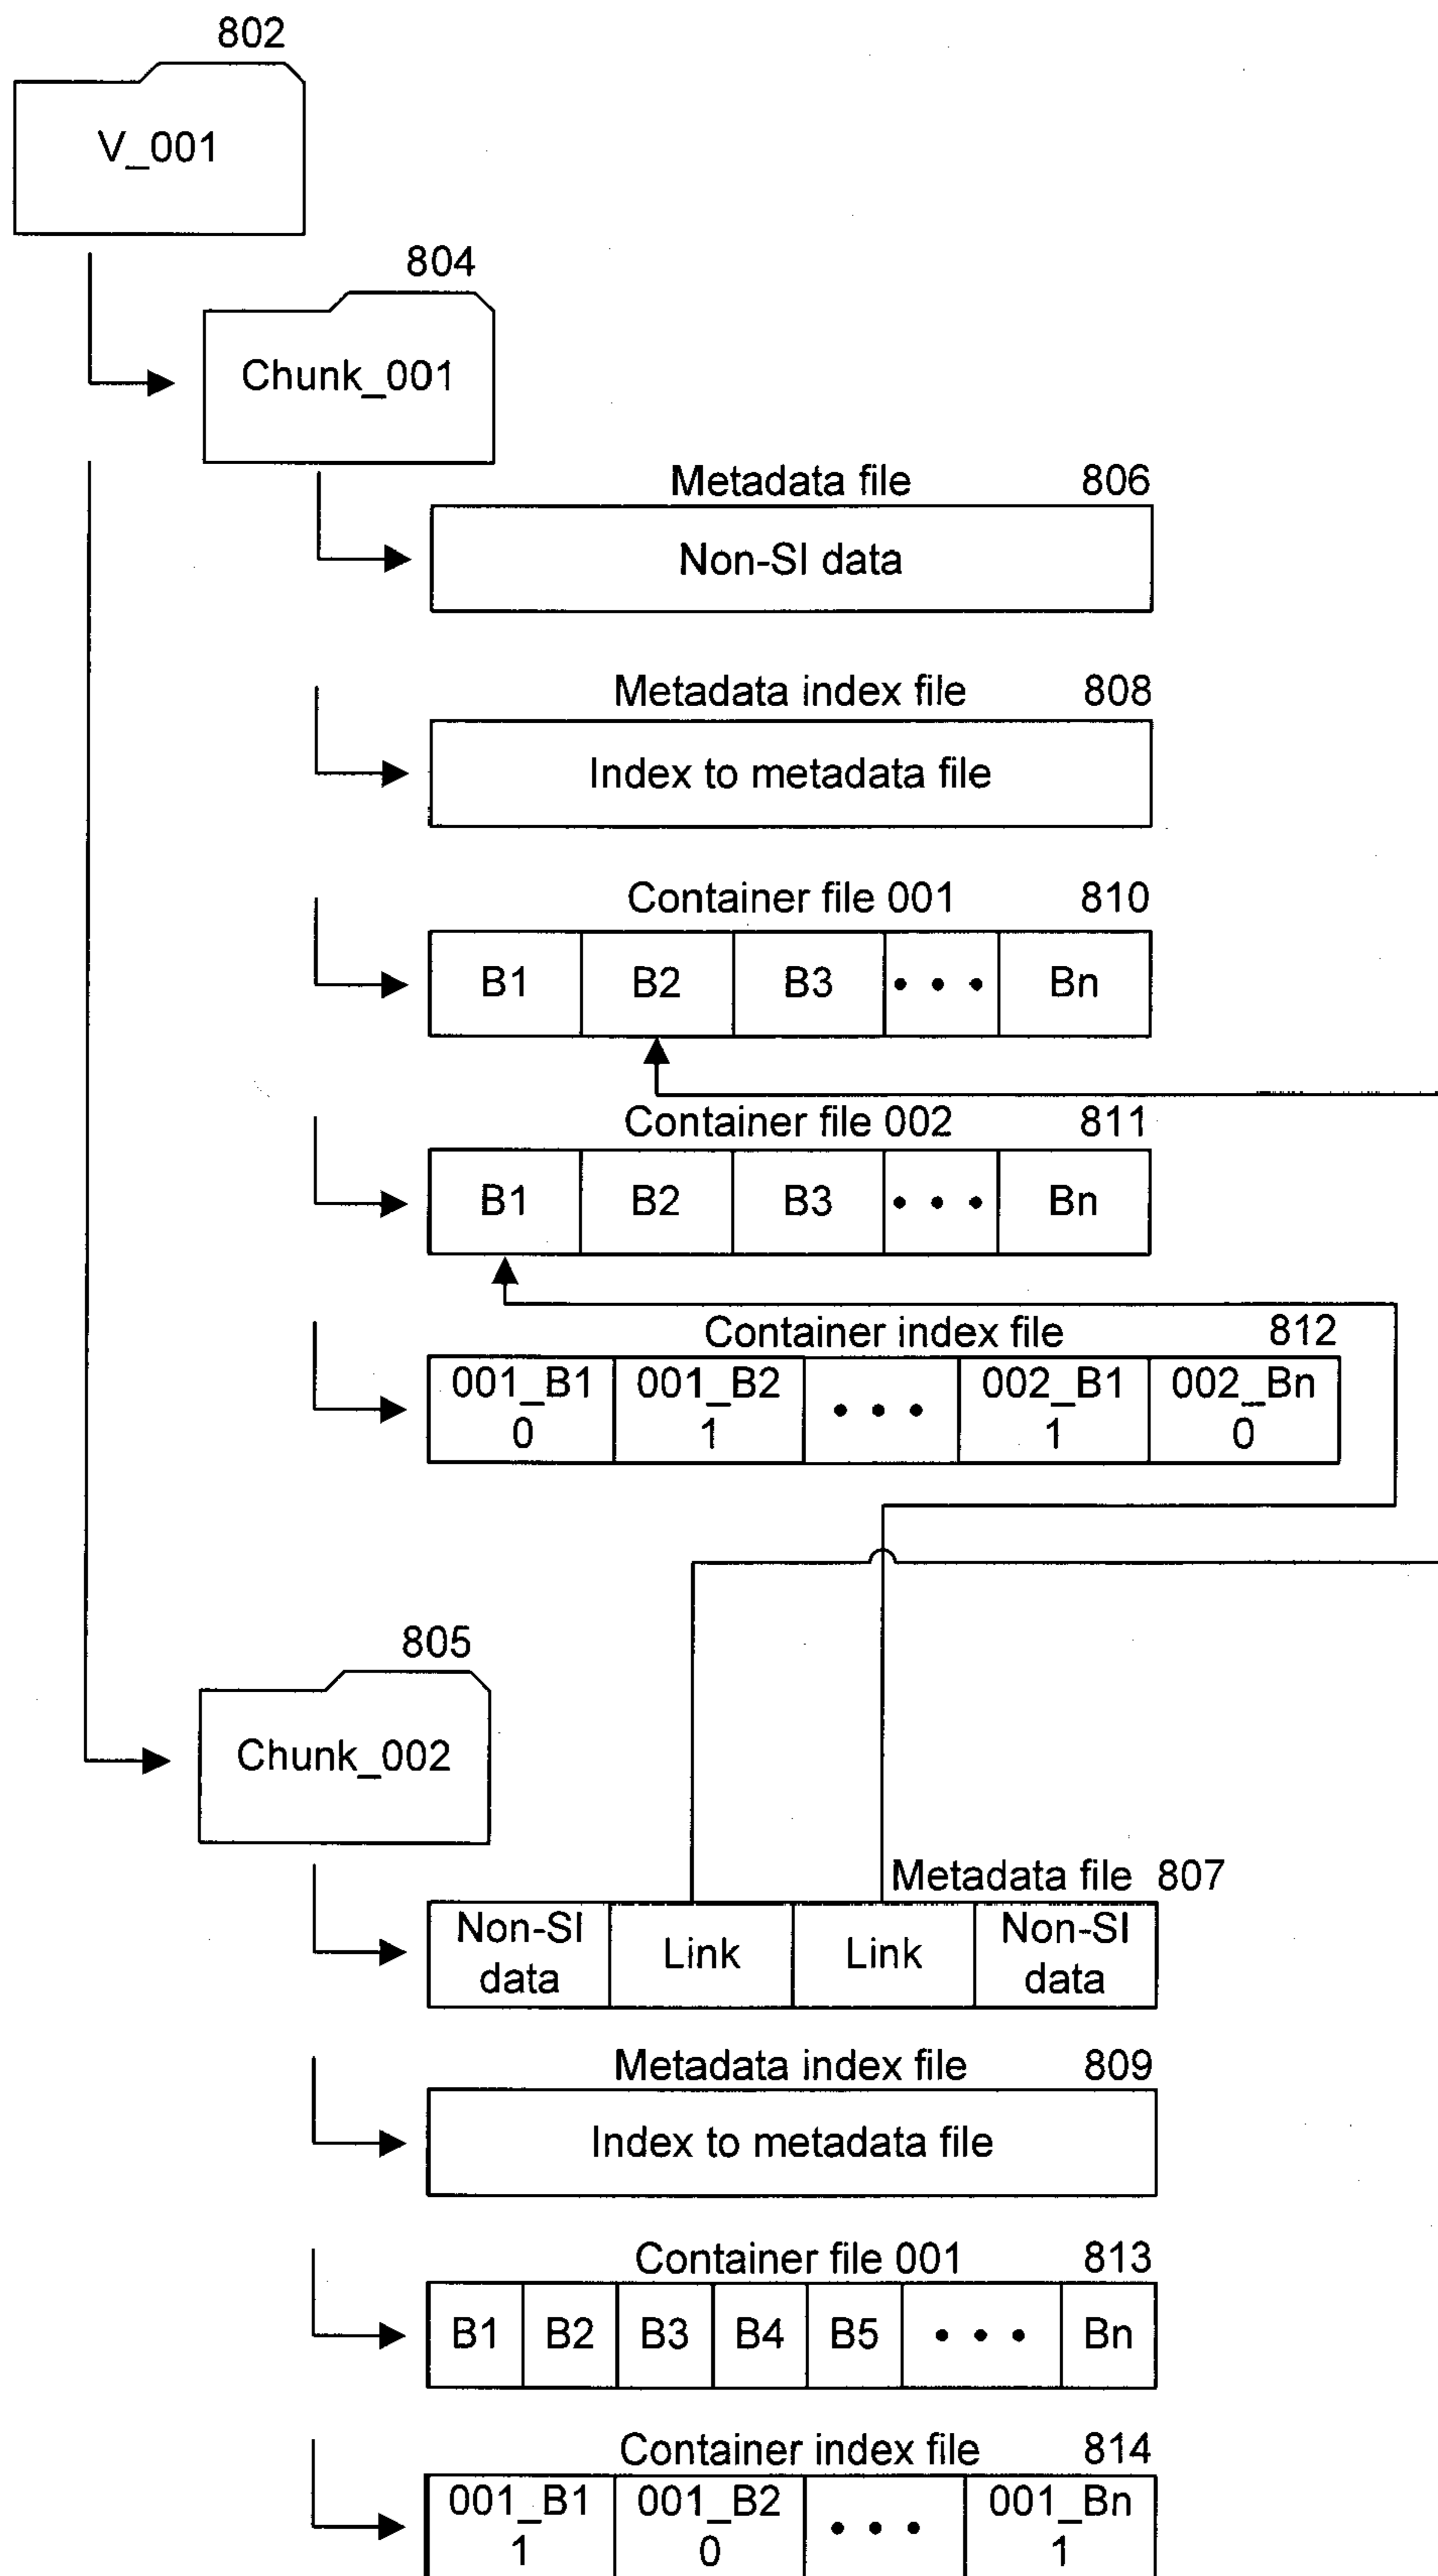 802
V_001
804
Chunk_001
Metadata file 806
Non-SI data
Metadata index file 808
Index to metadata file
Container file 001 810
B1 B2 B3 • • • Bn
Container file 002 811
B1 B2 B3 • • • Bn
Container index file 812
001_B1 001_B2 • • • 002_B1 002_Bn
0 1 1 0
805
Chunk_002
Metadata file 807
Non-SI Link Link Non-SI
data data
Metadata index file 809
Index to metadata file
Container file 001 813
B1 B2 B3 B4 B5 • • • Bn
Container index file 814
001_B1 001_B2 • • • 001_Bn
1 0 1